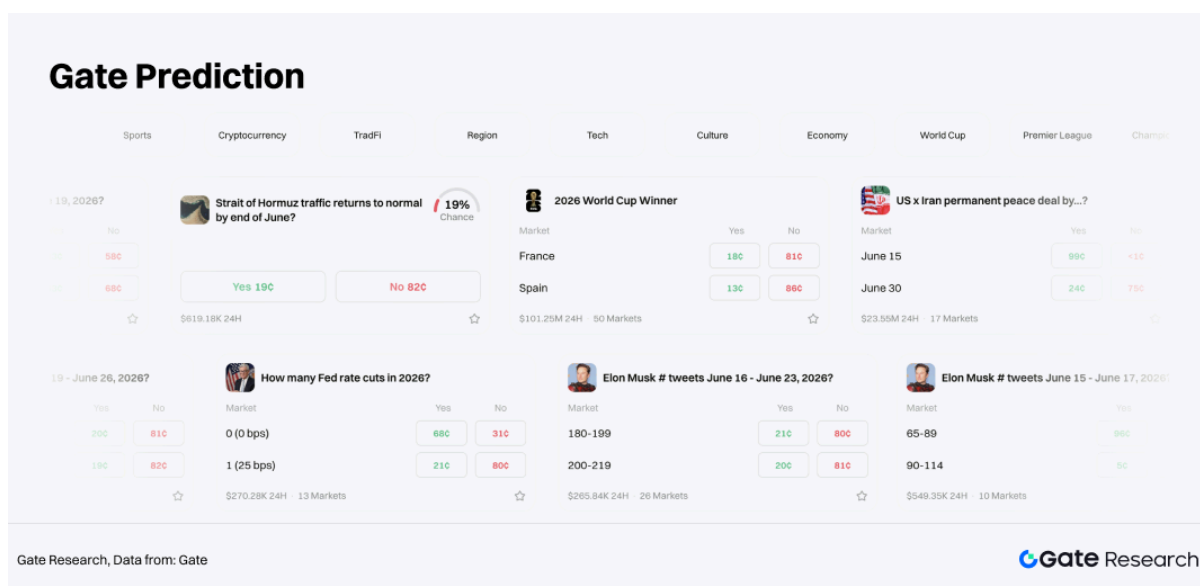 Gate Prediction
Sports Cryptocurrency TradFi Region Tech Culture Economy World Cup Premier League Champic
19, 2026?
No
58¢
68¢
Strait of Hormuz traffic returns to normal
by end of June?
19%
Chance
Yes 19¢ No 82¢
$619.18K 24H
2026 World Cup Winner
Market Yes No
France 18¢ 81¢
Spain 13¢ 86¢
$101.25M 24H · 50 Markets
US x Iran permanent peace deal by...?
Market Yes No
June 15 99¢ <1¢
June 30 24¢ 75¢
$23.55M 24H · 17 Markets
19 - June 26, 2026?
Yes No
20¢ 81¢
19¢ 82¢
How many Fed rate cuts in 2026?
Market Yes No
0 (0 bps) 68¢ 31¢
1 (25 bps) 21¢ 80¢
$270.28K 24H · 13 Markets
Elon Musk # tweets June 16 - June 23, 2026?
Market Yes No
180-199 21¢ 80¢
200-219 20¢ 81¢
$265.84K 24H · 26 Markets
Elon Musk # tweets June 15 - June 17, 2026?
Market Yes
65-89
90-114
$549.35K 24H · 10 Markets
Gate Research, Data from: Gate
Gate Research